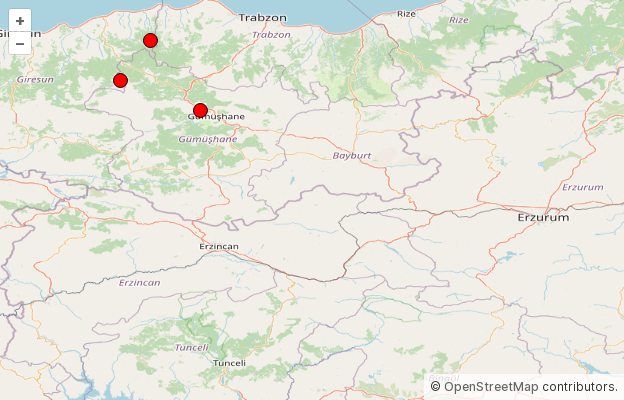 +
–
Giresun
Trabzon
Rize
Rize
Trabzon
Giresun
Gümüşhane
Gümüşhane
Bayburt
Erzurum
Erzurum
Erzincan
Erzincan
Tunceli
Tunceli
© OpenStreetMap contributors.